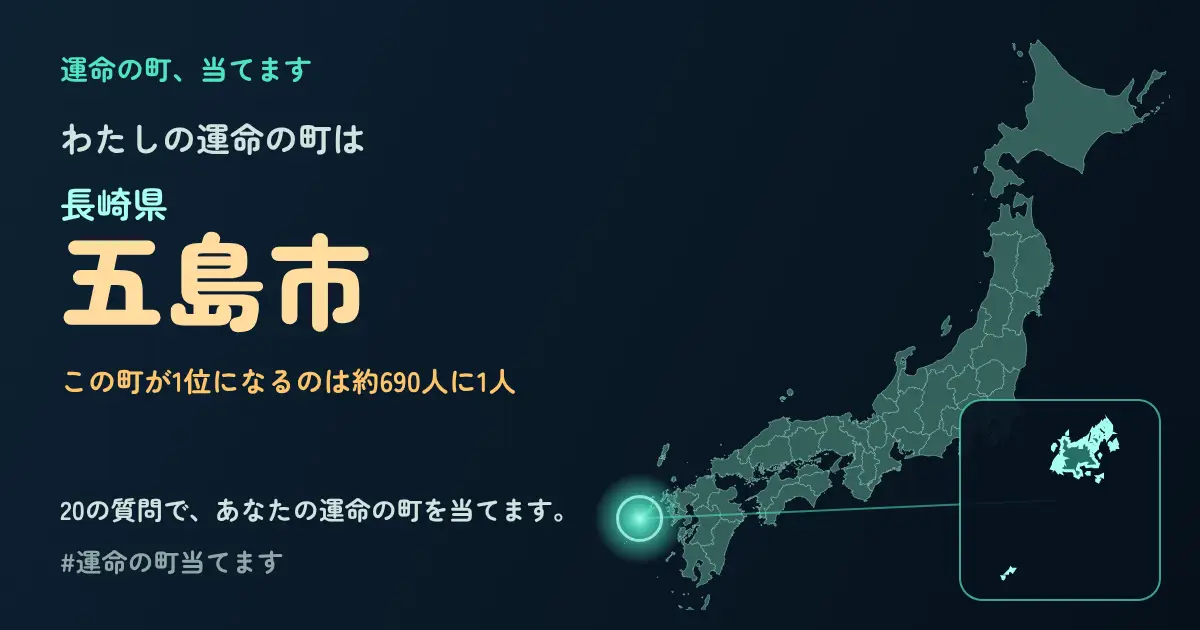 運命の町、当てます
わたしの運命の町は
長崎県
五島市
この町が1位になるのは約690人に1人
20の質問で、あなたの運命の町を当てます。
#運命の町当てます